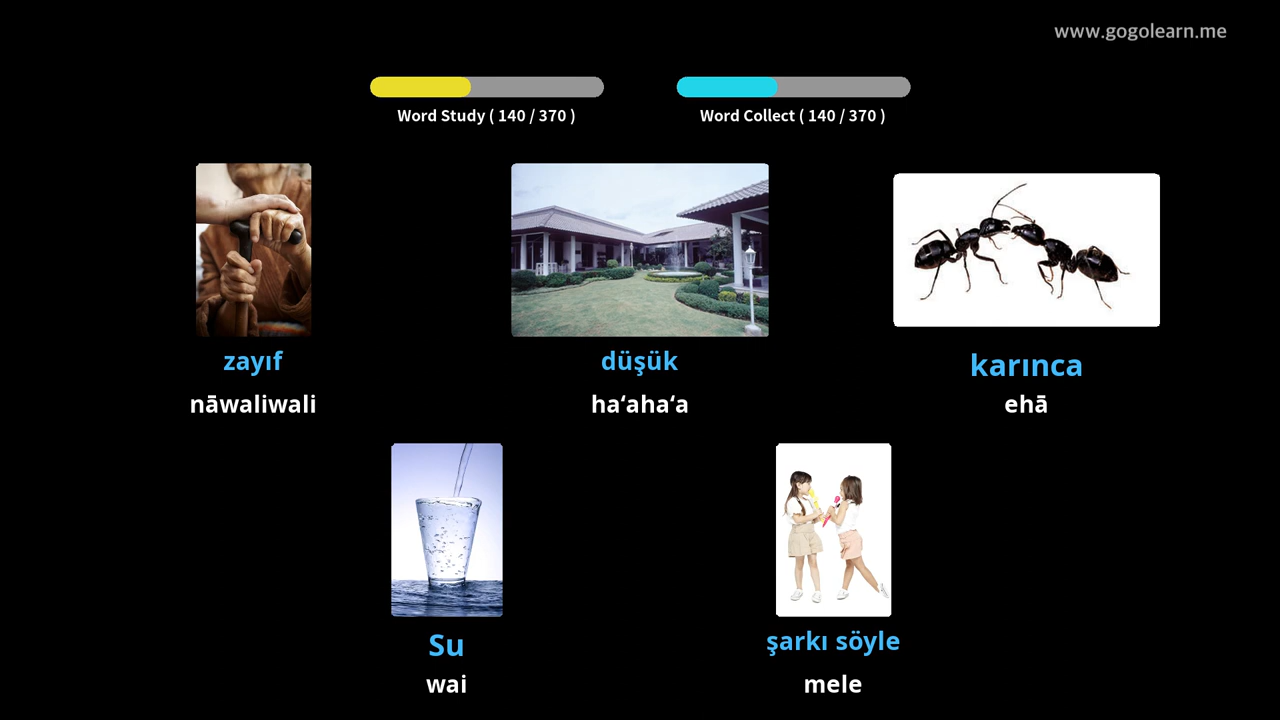 www.gogolearn.me
Word Study ( 140 / 370 )
Word Collect ( 140 / 370 )
zayıf
nāwaliwali
düşük
haʻahaʻa
karınca
ehā
Su
wai
şarkı söyle
mele